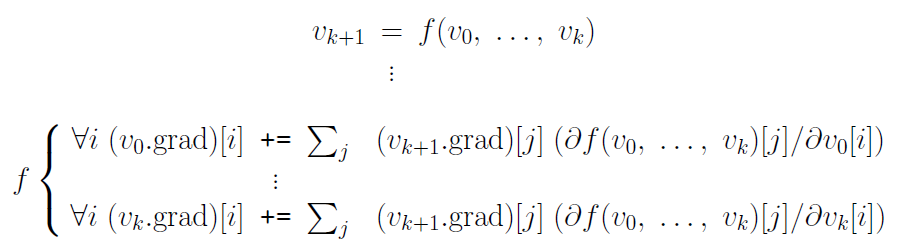 v_{k+1} = f(v_0, …, v_k)
⋮
f { ∀i (v_0.grad)[i] += ∑_j (v_{k+1}.grad)[j] (∂f(v_0, …, v_k)[j]/∂v_0[i])
⋮
∀i (v_k.grad)[i] += ∑_j (v_{k+1}.grad)[j] (∂f(v_0, …, v_k)[j]/∂v_k[i])